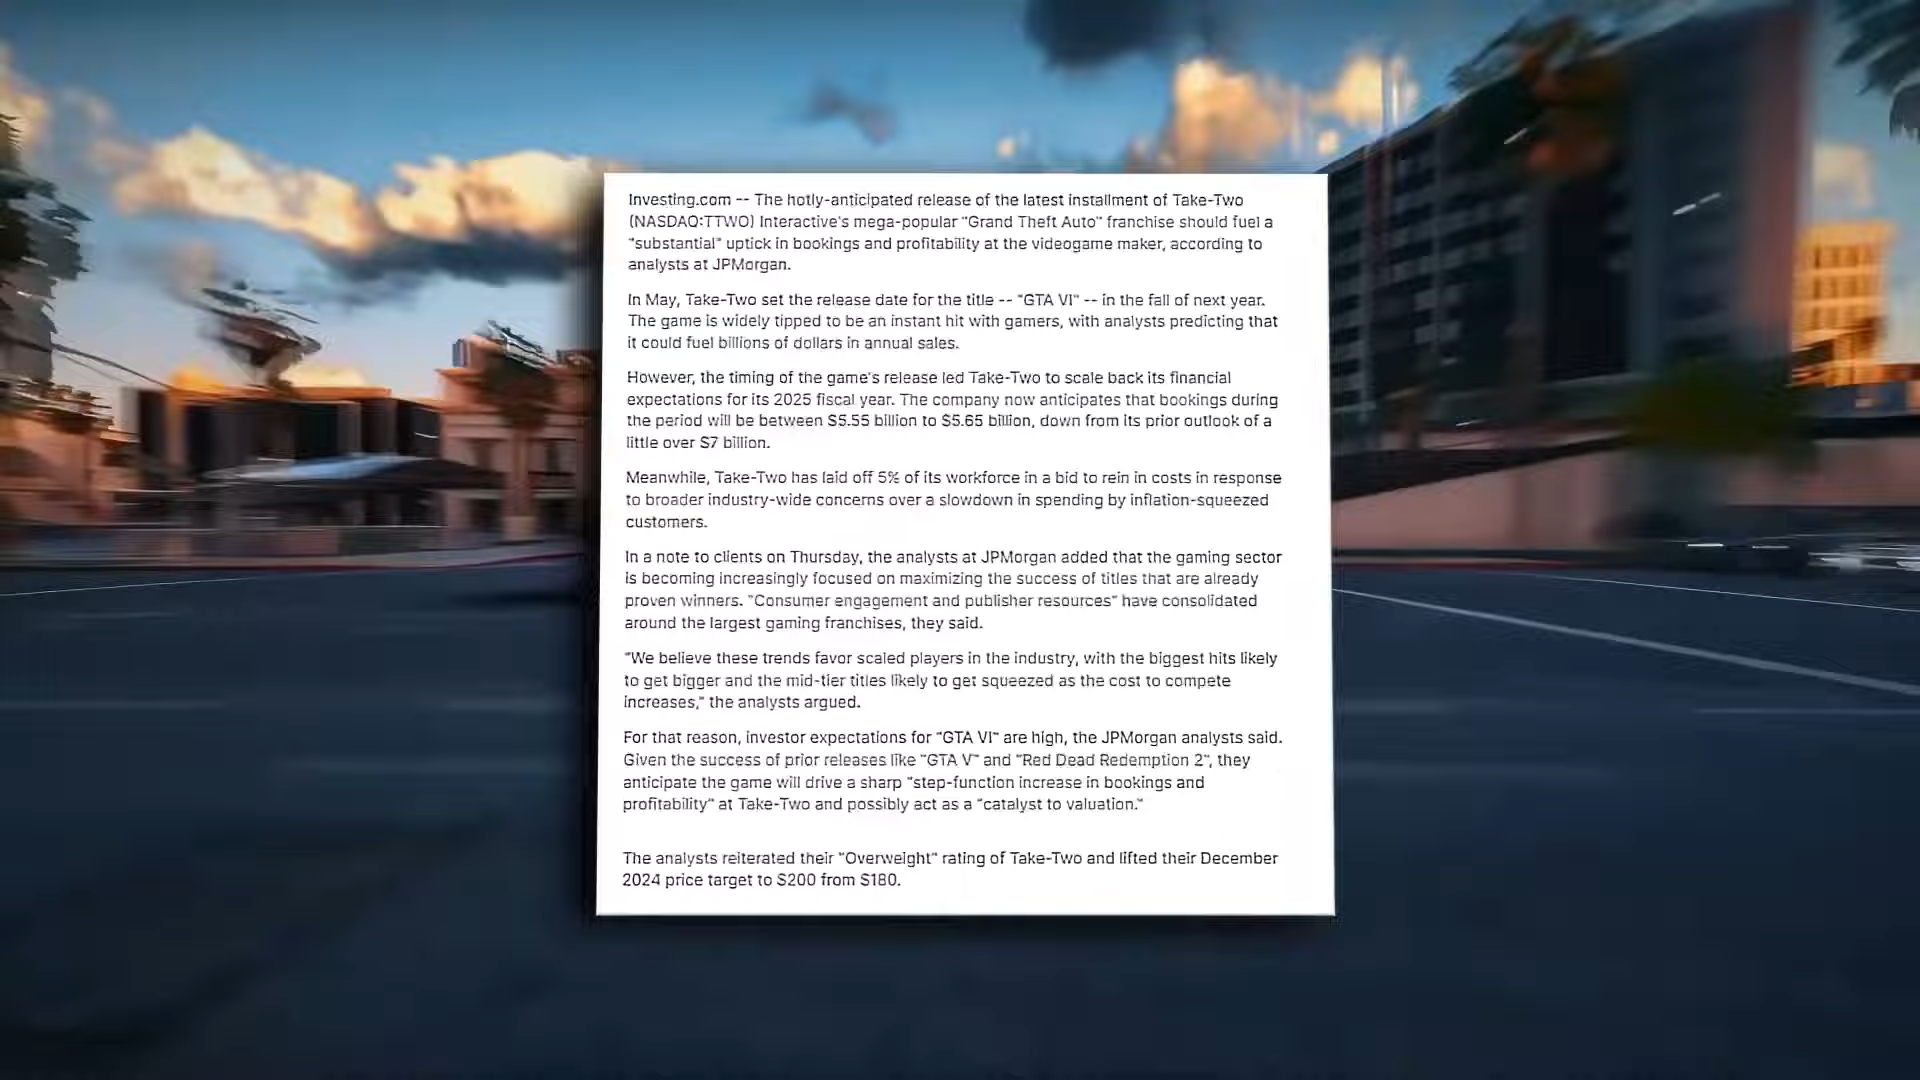 Investing.com -- The hotly-anticipated release of the latest installment of Take-Two
(NASDAQ:TTWO) Interactive's mega-popular "Grand Theft Auto" franchise should fuel a
"substantial" uptick in bookings and profitability at the videogame maker, according to
analysts at JPMorgan.
In May, Take-Two set the release date for the title -- "GTA VI" -- in the fall of next year.
The game is widely tipped to be an instant hit with gamers, with analysts predicting that
it could fuel billions of dollars in annual sales.
However, the timing of the game's release led Take-Two to scale back its financial
expectations for its 2025 fiscal year. The company now anticipates that bookings during
the period will be between $5.55 billion to $5.65 billion, down from its prior outlook of a
little over $7 billion.
Meanwhile, Take-Two has laid off 5% of its workforce in a bid to rein in costs in response
to broader industry-wide concerns over a slowdown in spending by inflation-squeezed
customers.
In a note to clients on Thursday, the analysts at JPMorgan added that the gaming sector
is becoming increasingly focused on maximizing the success of titles that are already
proven winners. "Consumer engagement and publisher resources" have consolidated
around the largest gaming franchises, they said.
"We believe these trends favor scaled players in the industry, with the biggest hits likely
to get bigger and the mid-tier titles likely to get squeezed as the cost to compete
increases," the analysts argued.
For that reason, investor expectations for "GTA VI" are high, the JPMorgan analysts said.
Given the success of prior releases like "GTA V" and "Red Dead Redemption 2", they
anticipate the game will drive a sharp "step-function increase in bookings and
profitability" at Take-Two and possibly act as a "catalyst to valuation."
The analysts reiterated their "Overweight" rating of Take-Two and lifted their December
2024 price target to $200 from $180.